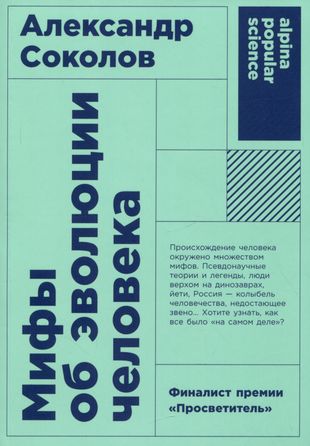 Александр
Соколов
alpina
popular
science
Мифы
об эволюции
человека
Происхождение человека
окружено множеством
мифов. Псевдонаучные
теории и легенды, люди
верхом на динозаврах,
йети, Россия — колыбель
человечества, недостающее
звено... Хотите узнать, как
все было «на самом деле»?
Финалист премии
«Просветитель»